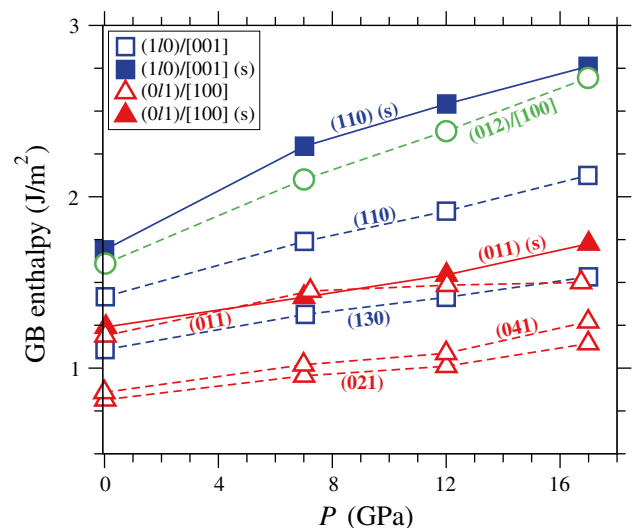 3
(1l0)/[001]
(1l0)/[001] (s)
(0l1)/[100]
(0l1)/[100] (s)
(110) (s)
(012)/[100]
2
(110)
(011) (s)
(011)
(130)
(041)
1
(021)
0
4
8
12
16
P (GPa)
GB enthalpy (J/m²)